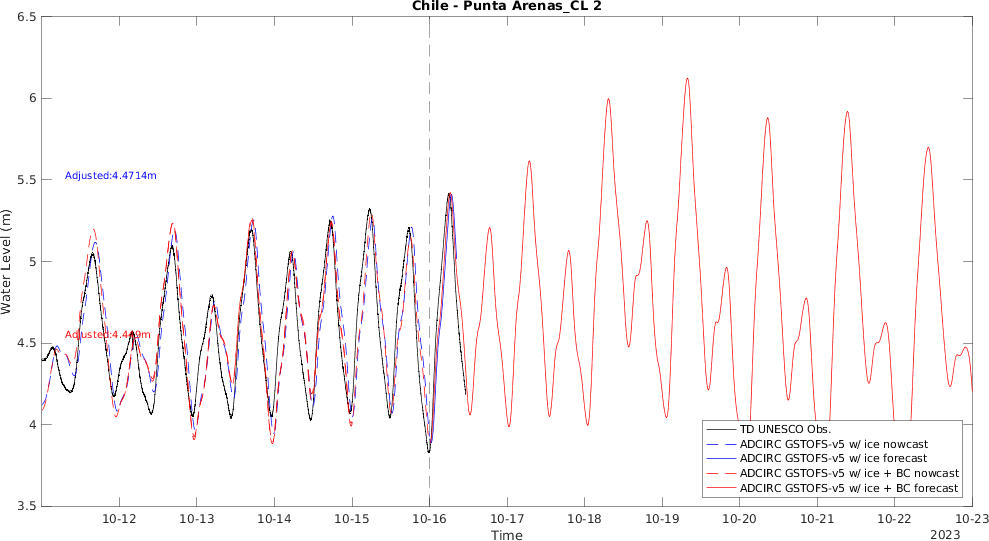 Chile - Punta Arenas_CL 2
6.5
6
5.5
5
4.5
4
3.5
Water Level (m)
Adjusted:4.4714m
Adjusted:4.449m
TD UNESCO Obs.
ADCIRC GSTOFS-v5 w/ ice nowcast
ADCIRC GSTOFS-v5 w/ ice forecast
ADCIRC GSTOFS-v5 w/ ice + BC nowcast
ADCIRC GSTOFS-v5 w/ ice + BC forecast
10-12 10-13 10-14 10-15 10-16 10-17 10-18 10-19 10-20 10-21 10-22 10-23
Time
2023